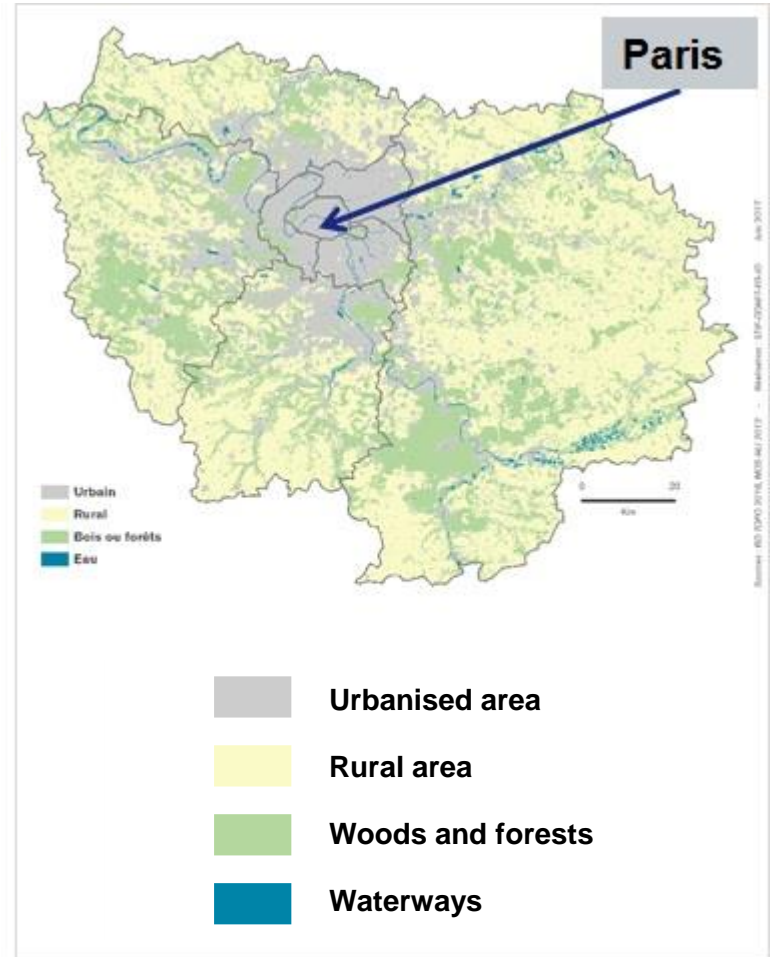 Paris
Urbain
Rural
Bois ou forêts
Eau
0 20
Km
Urbanised area
Rural area
Woods and forests
Waterways